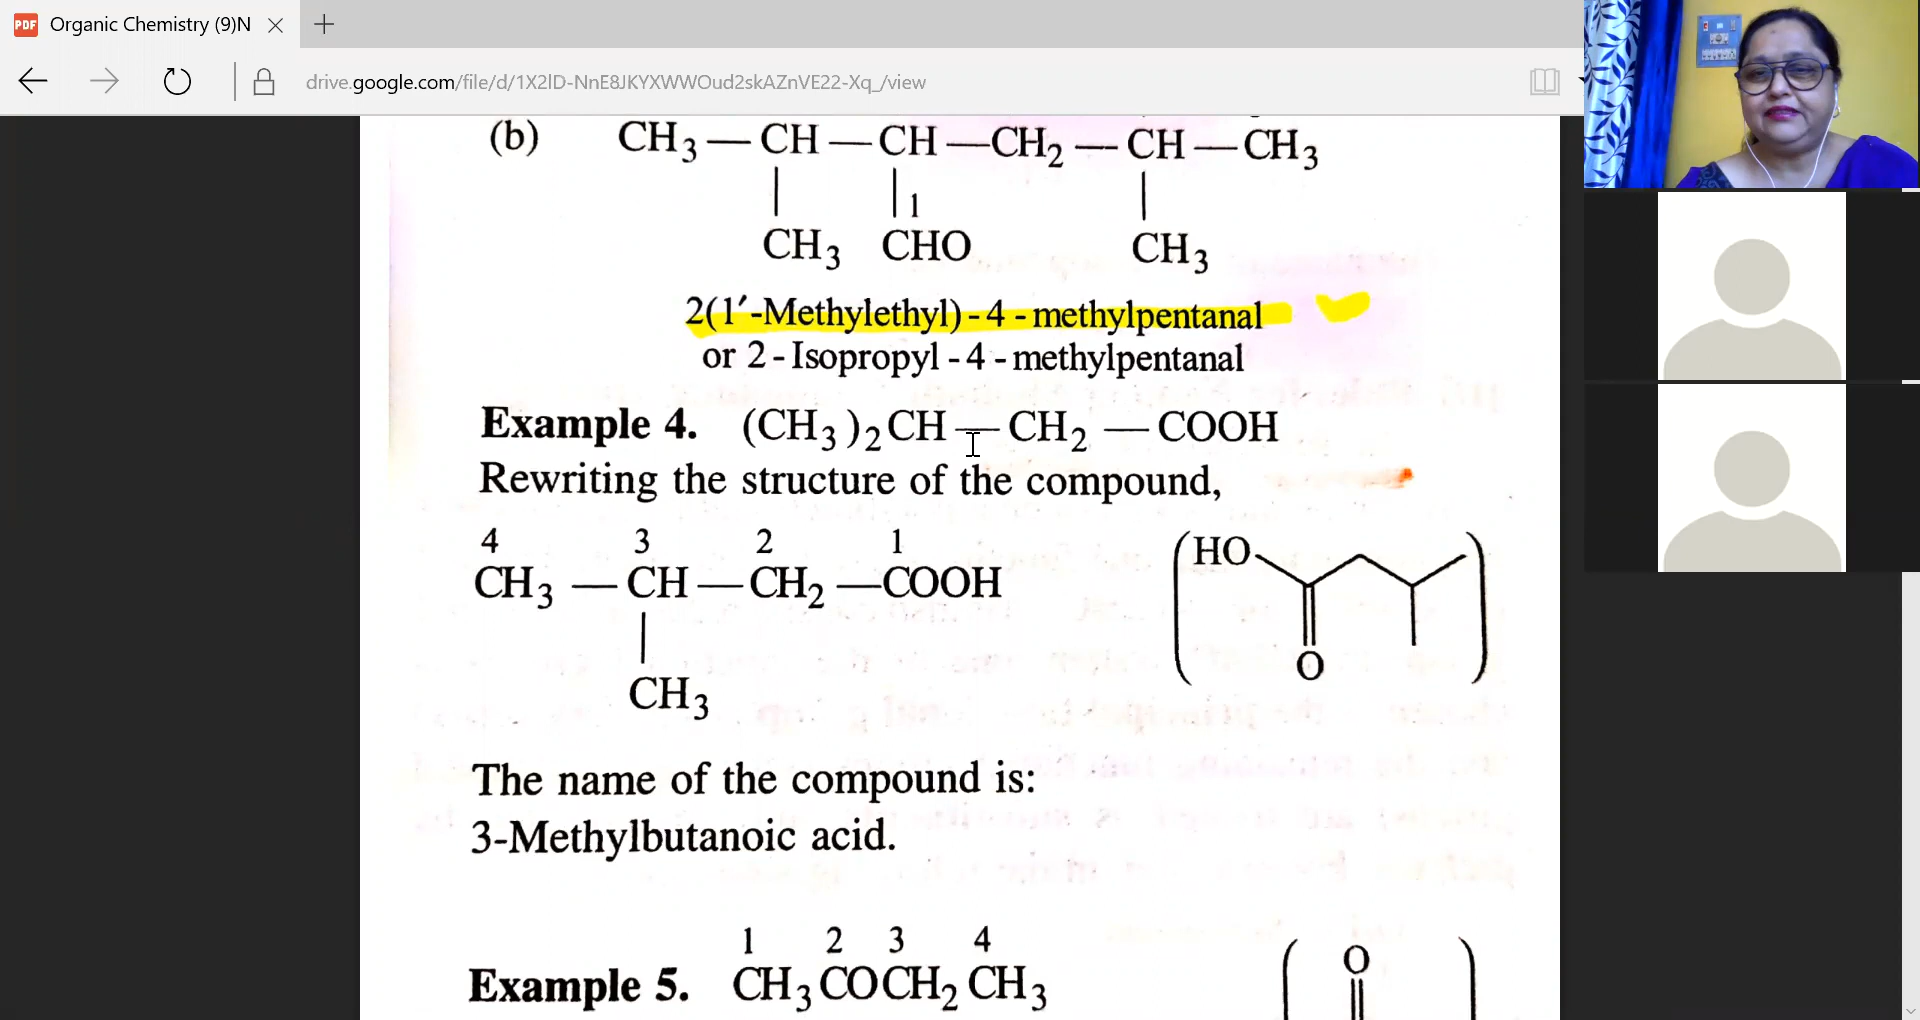 PDF Organic Chemistry (9)N
drive.google.com/file/d/1X2lD-NnE8JKYXWWOud2skAZnVE22-Xq_/view
(b) CH3 — CH — CH — CH2 — CH — CH3
1
CH3 CHO CH3
2(1′-Methylethyl) - 4 - methylpentanal
or 2 - Isopropyl - 4 - methylpentanal
Example 4. (CH3)2CH — CH2 — COOH
Rewriting the structure of the compound,
4 3 2 1
CH3 — CH — CH2 — COOH
CH3
HO
O
The name of the compound is:
3-Methylbutanoic acid.
1 2 3 4
Example 5. CH3COCH2CH3
O